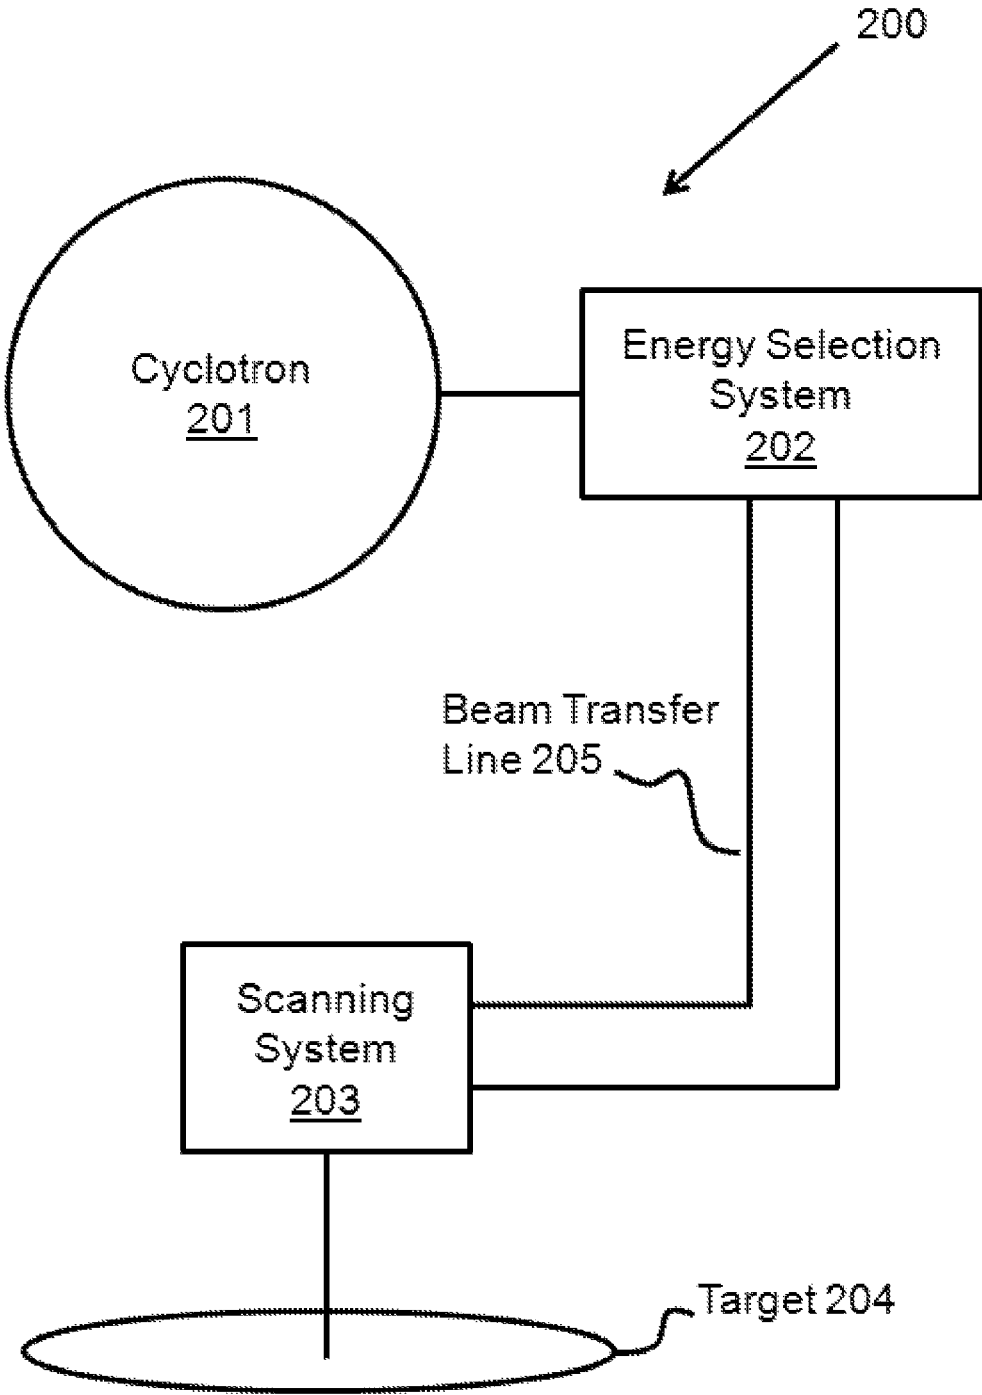 200
Cyclotron
201
Energy Selection
System
202
Beam Transfer
Line 205
Scanning
System
203
Target 204